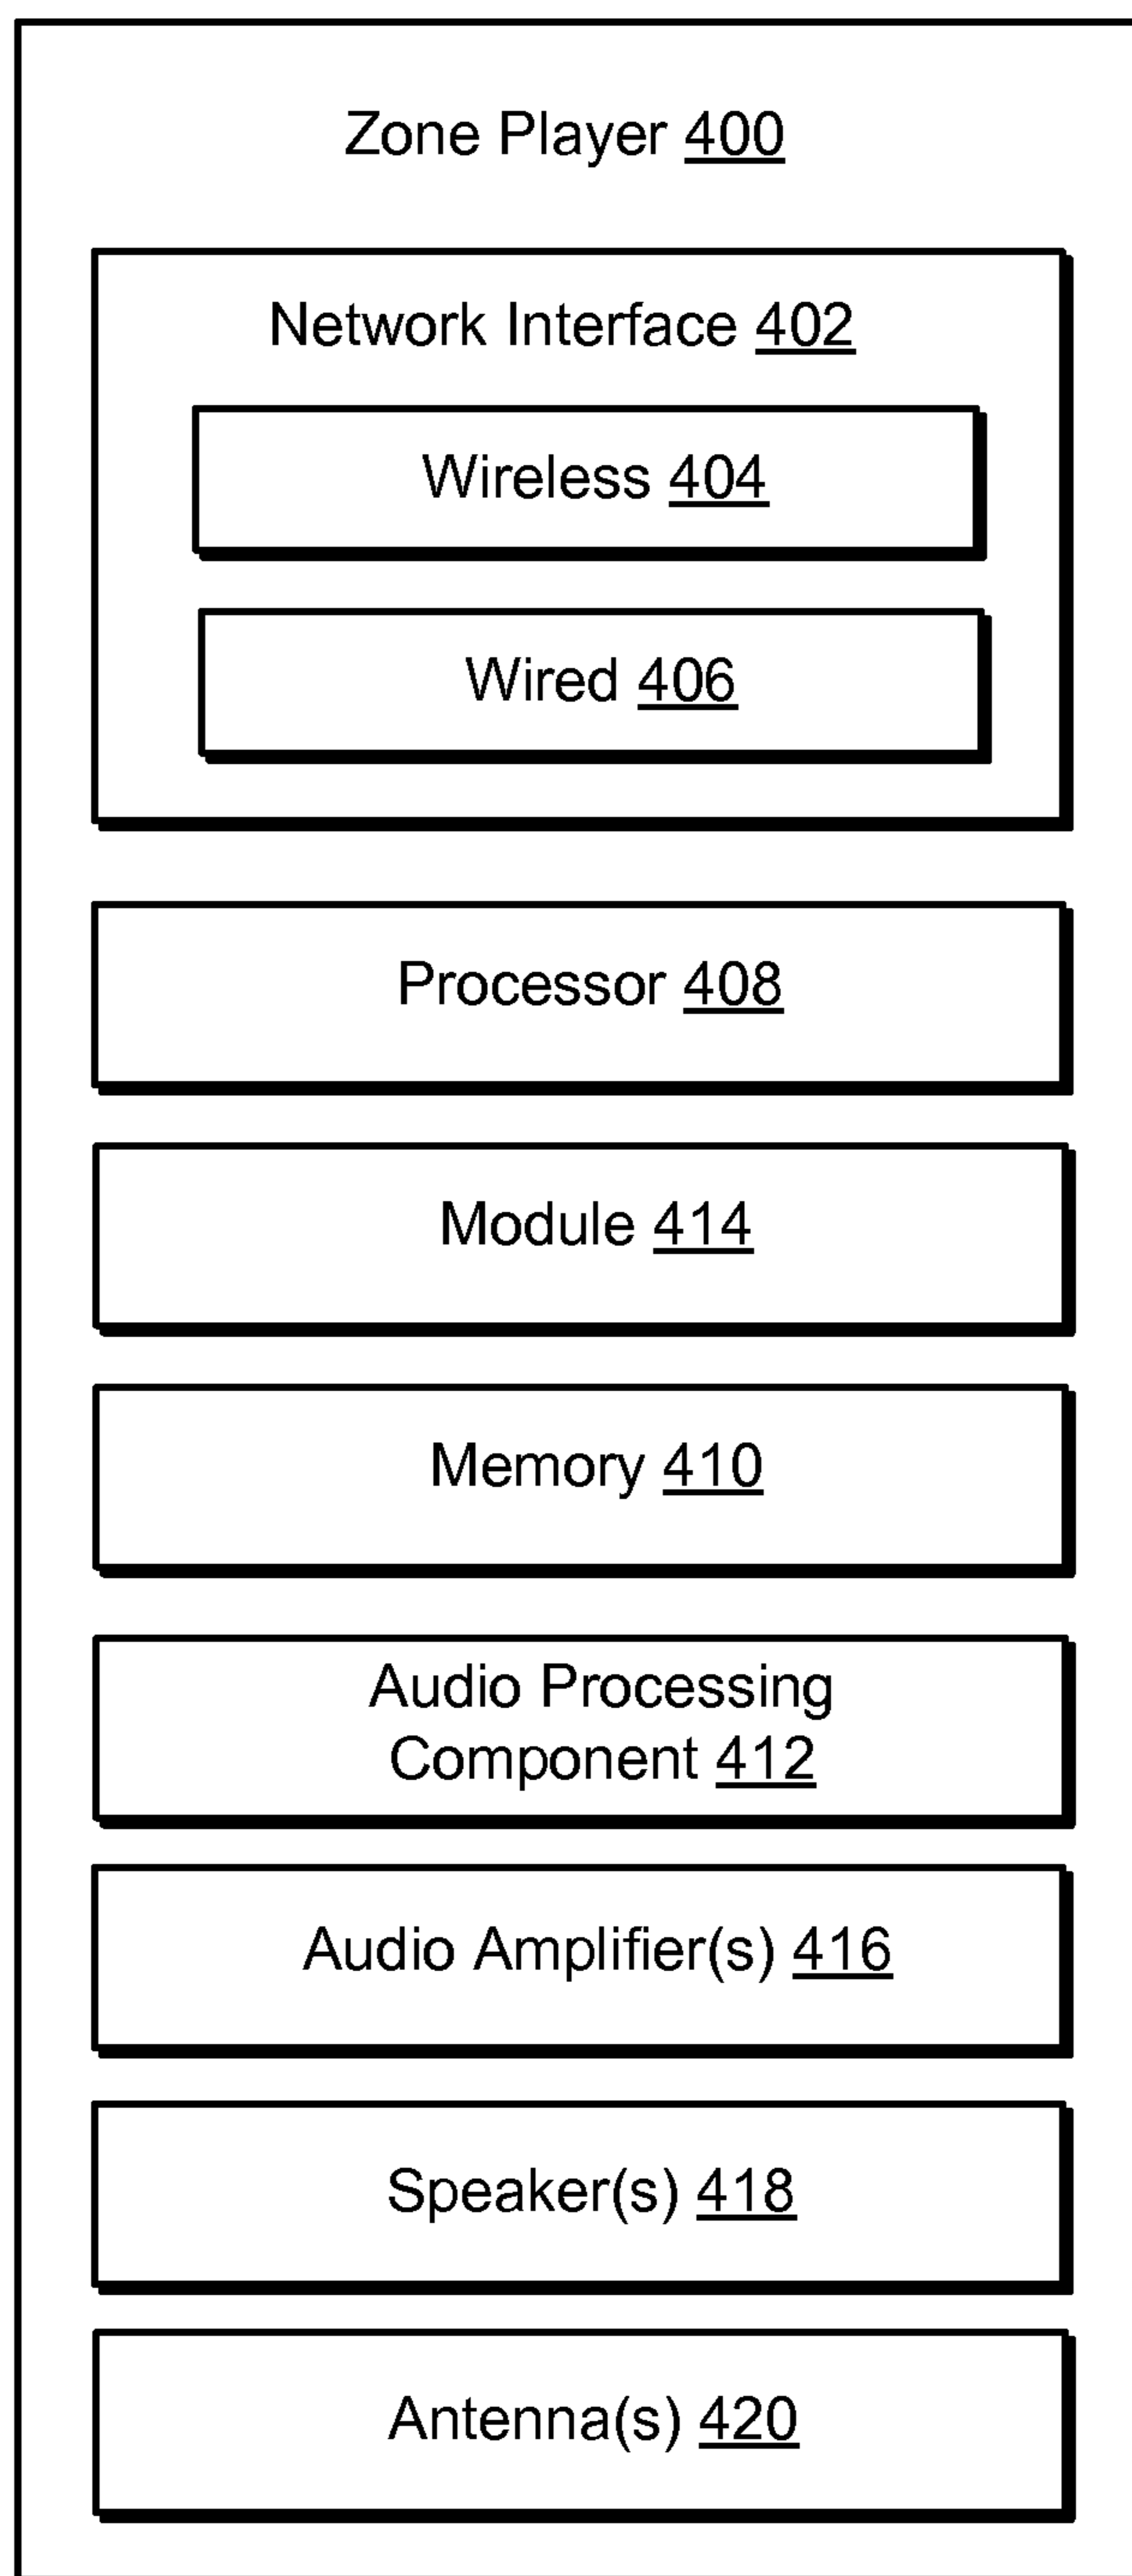 Zone Player 400
Network Interface 402
Wireless 404
Wired 406
Processor 408
Module 414
Memory 410
Audio Processing
Component 412
Audio Amplifier(s) 416
Speaker(s) 418
Antenna(s) 420